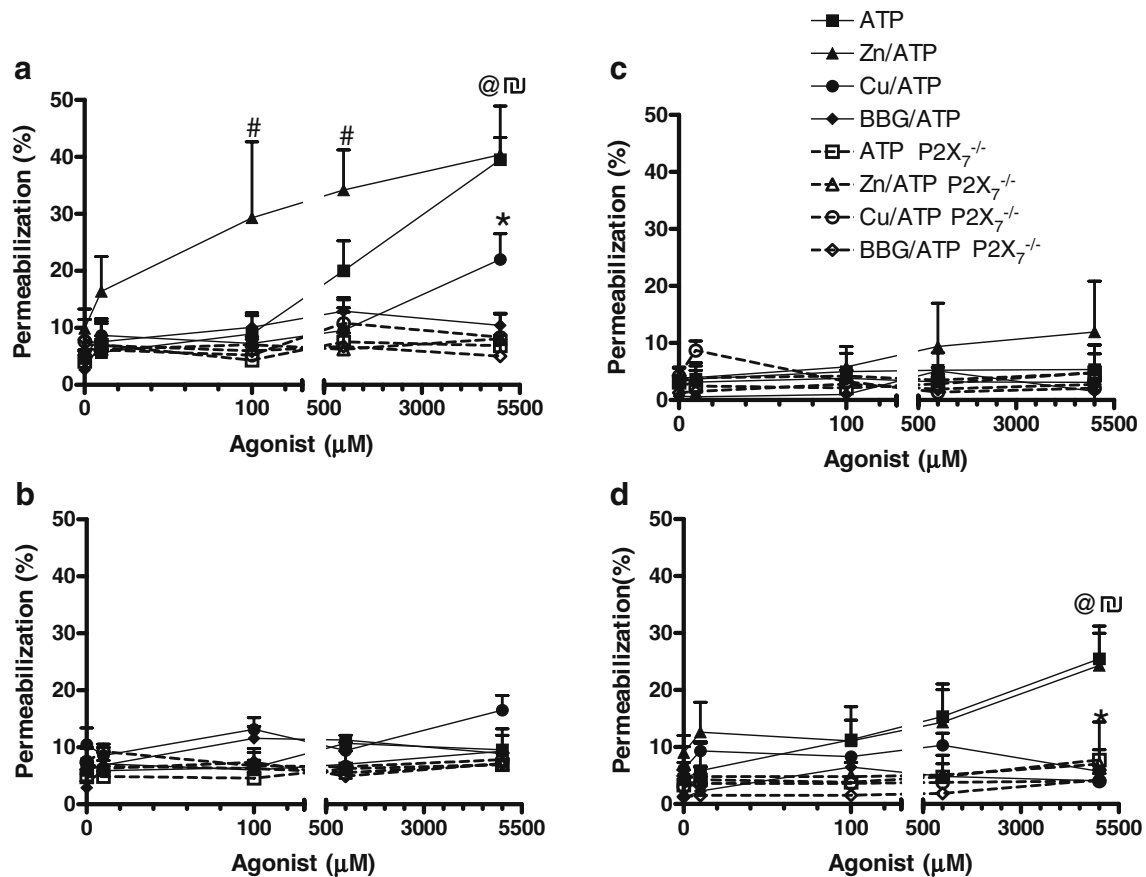 a
@₪
#
#
*
Permeabilization (%)
50
40
30
20
10
0
0
100
500
3000
5500
Agonist (μM)
c
ATP
Zn/ATP
Cu/ATP
BBG/ATP
ATP P2X₇⁻/⁻
Zn/ATP P2X₇⁻/⁻
Cu/ATP P2X₇⁻/⁻
BBG/ATP P2X₇⁻/⁻
Permeabilization (%)
50
40
30
20
10
0
0
100
500
3000
5500
Agonist (μM)
b
Permeabilization (%)
50
40
30
20
10
0
0
100
500
3000
5500
Agonist (μM)
d
@₪
*
Permeabilization(%)
50
40
30
20
10
0
0
100
500
3000
5500
Agonist (μM)